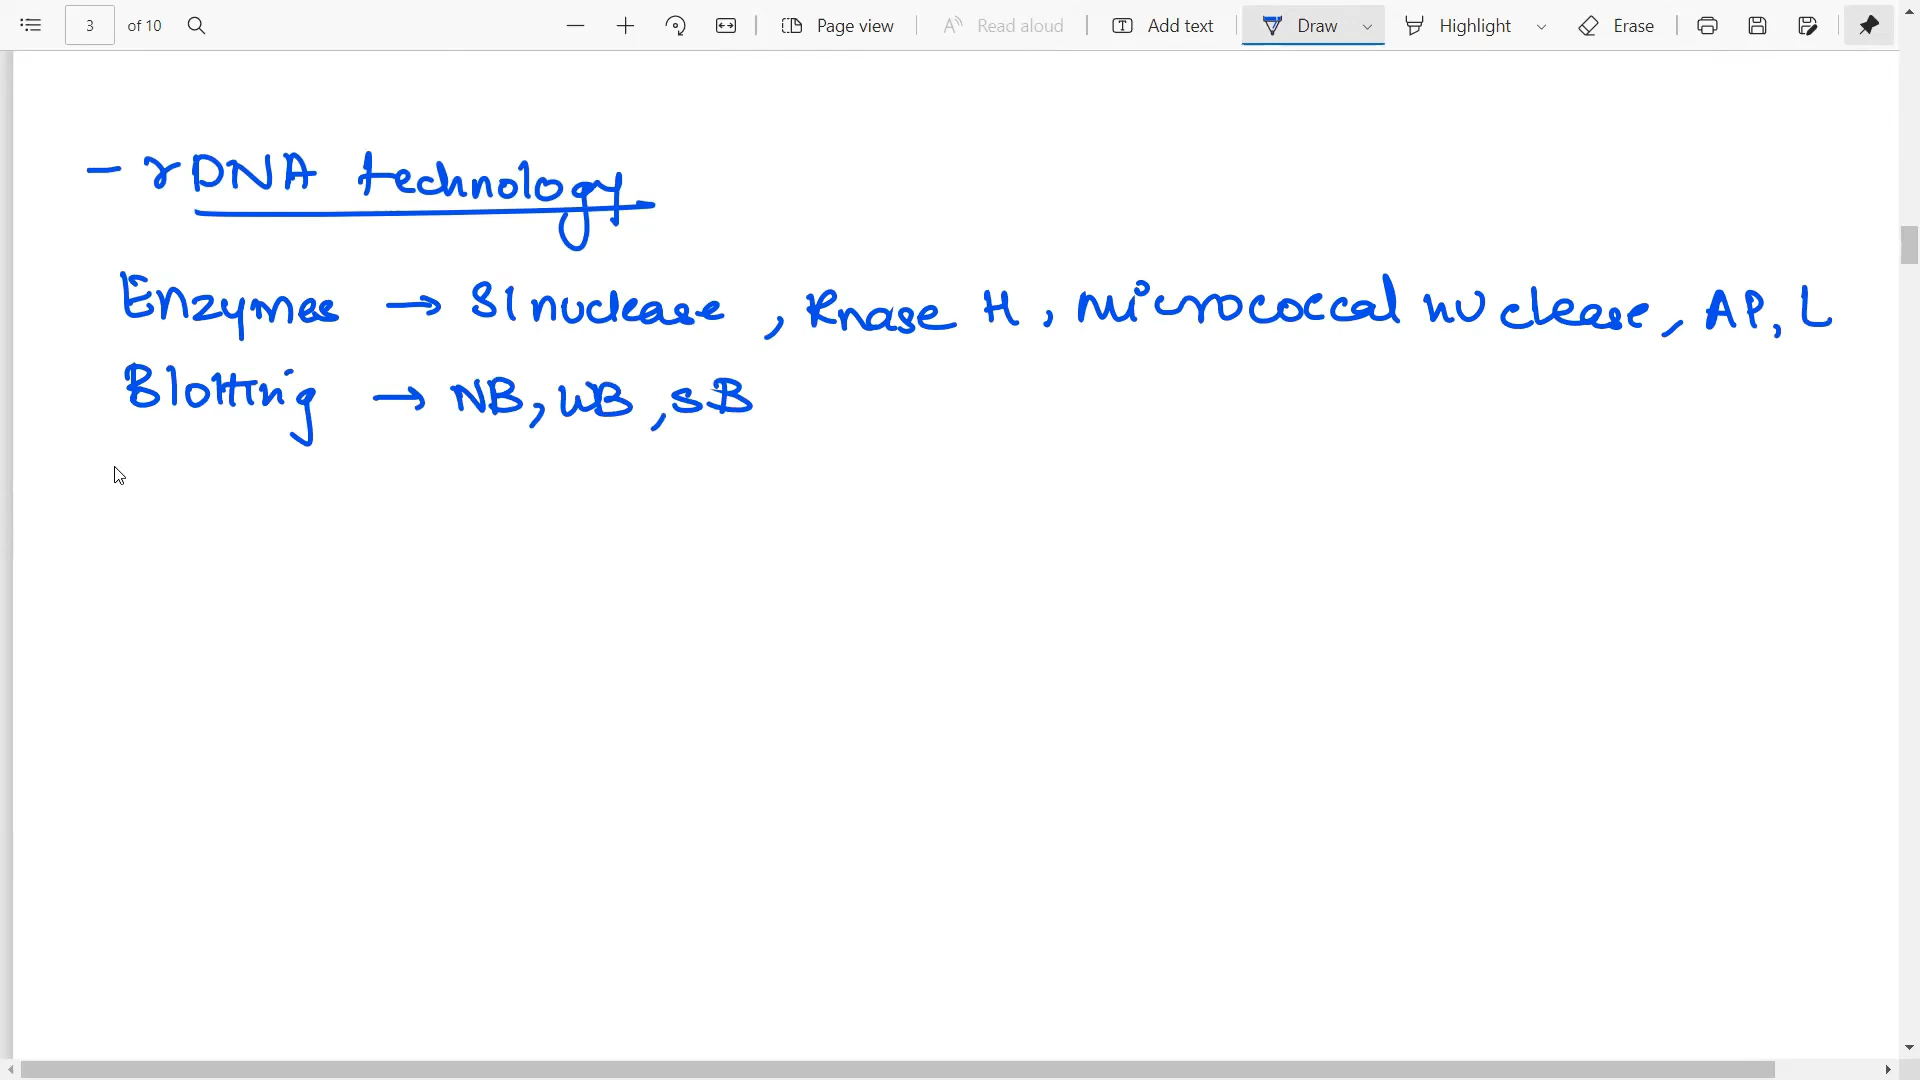 3 of 10 Page view Read aloud Add text Draw Highlight Erase
- rDNA technology
Enzymes → S1 nuclease, Rnase H, Micrococcal nuclease, AP, L
Blotting → NB, WB, SB